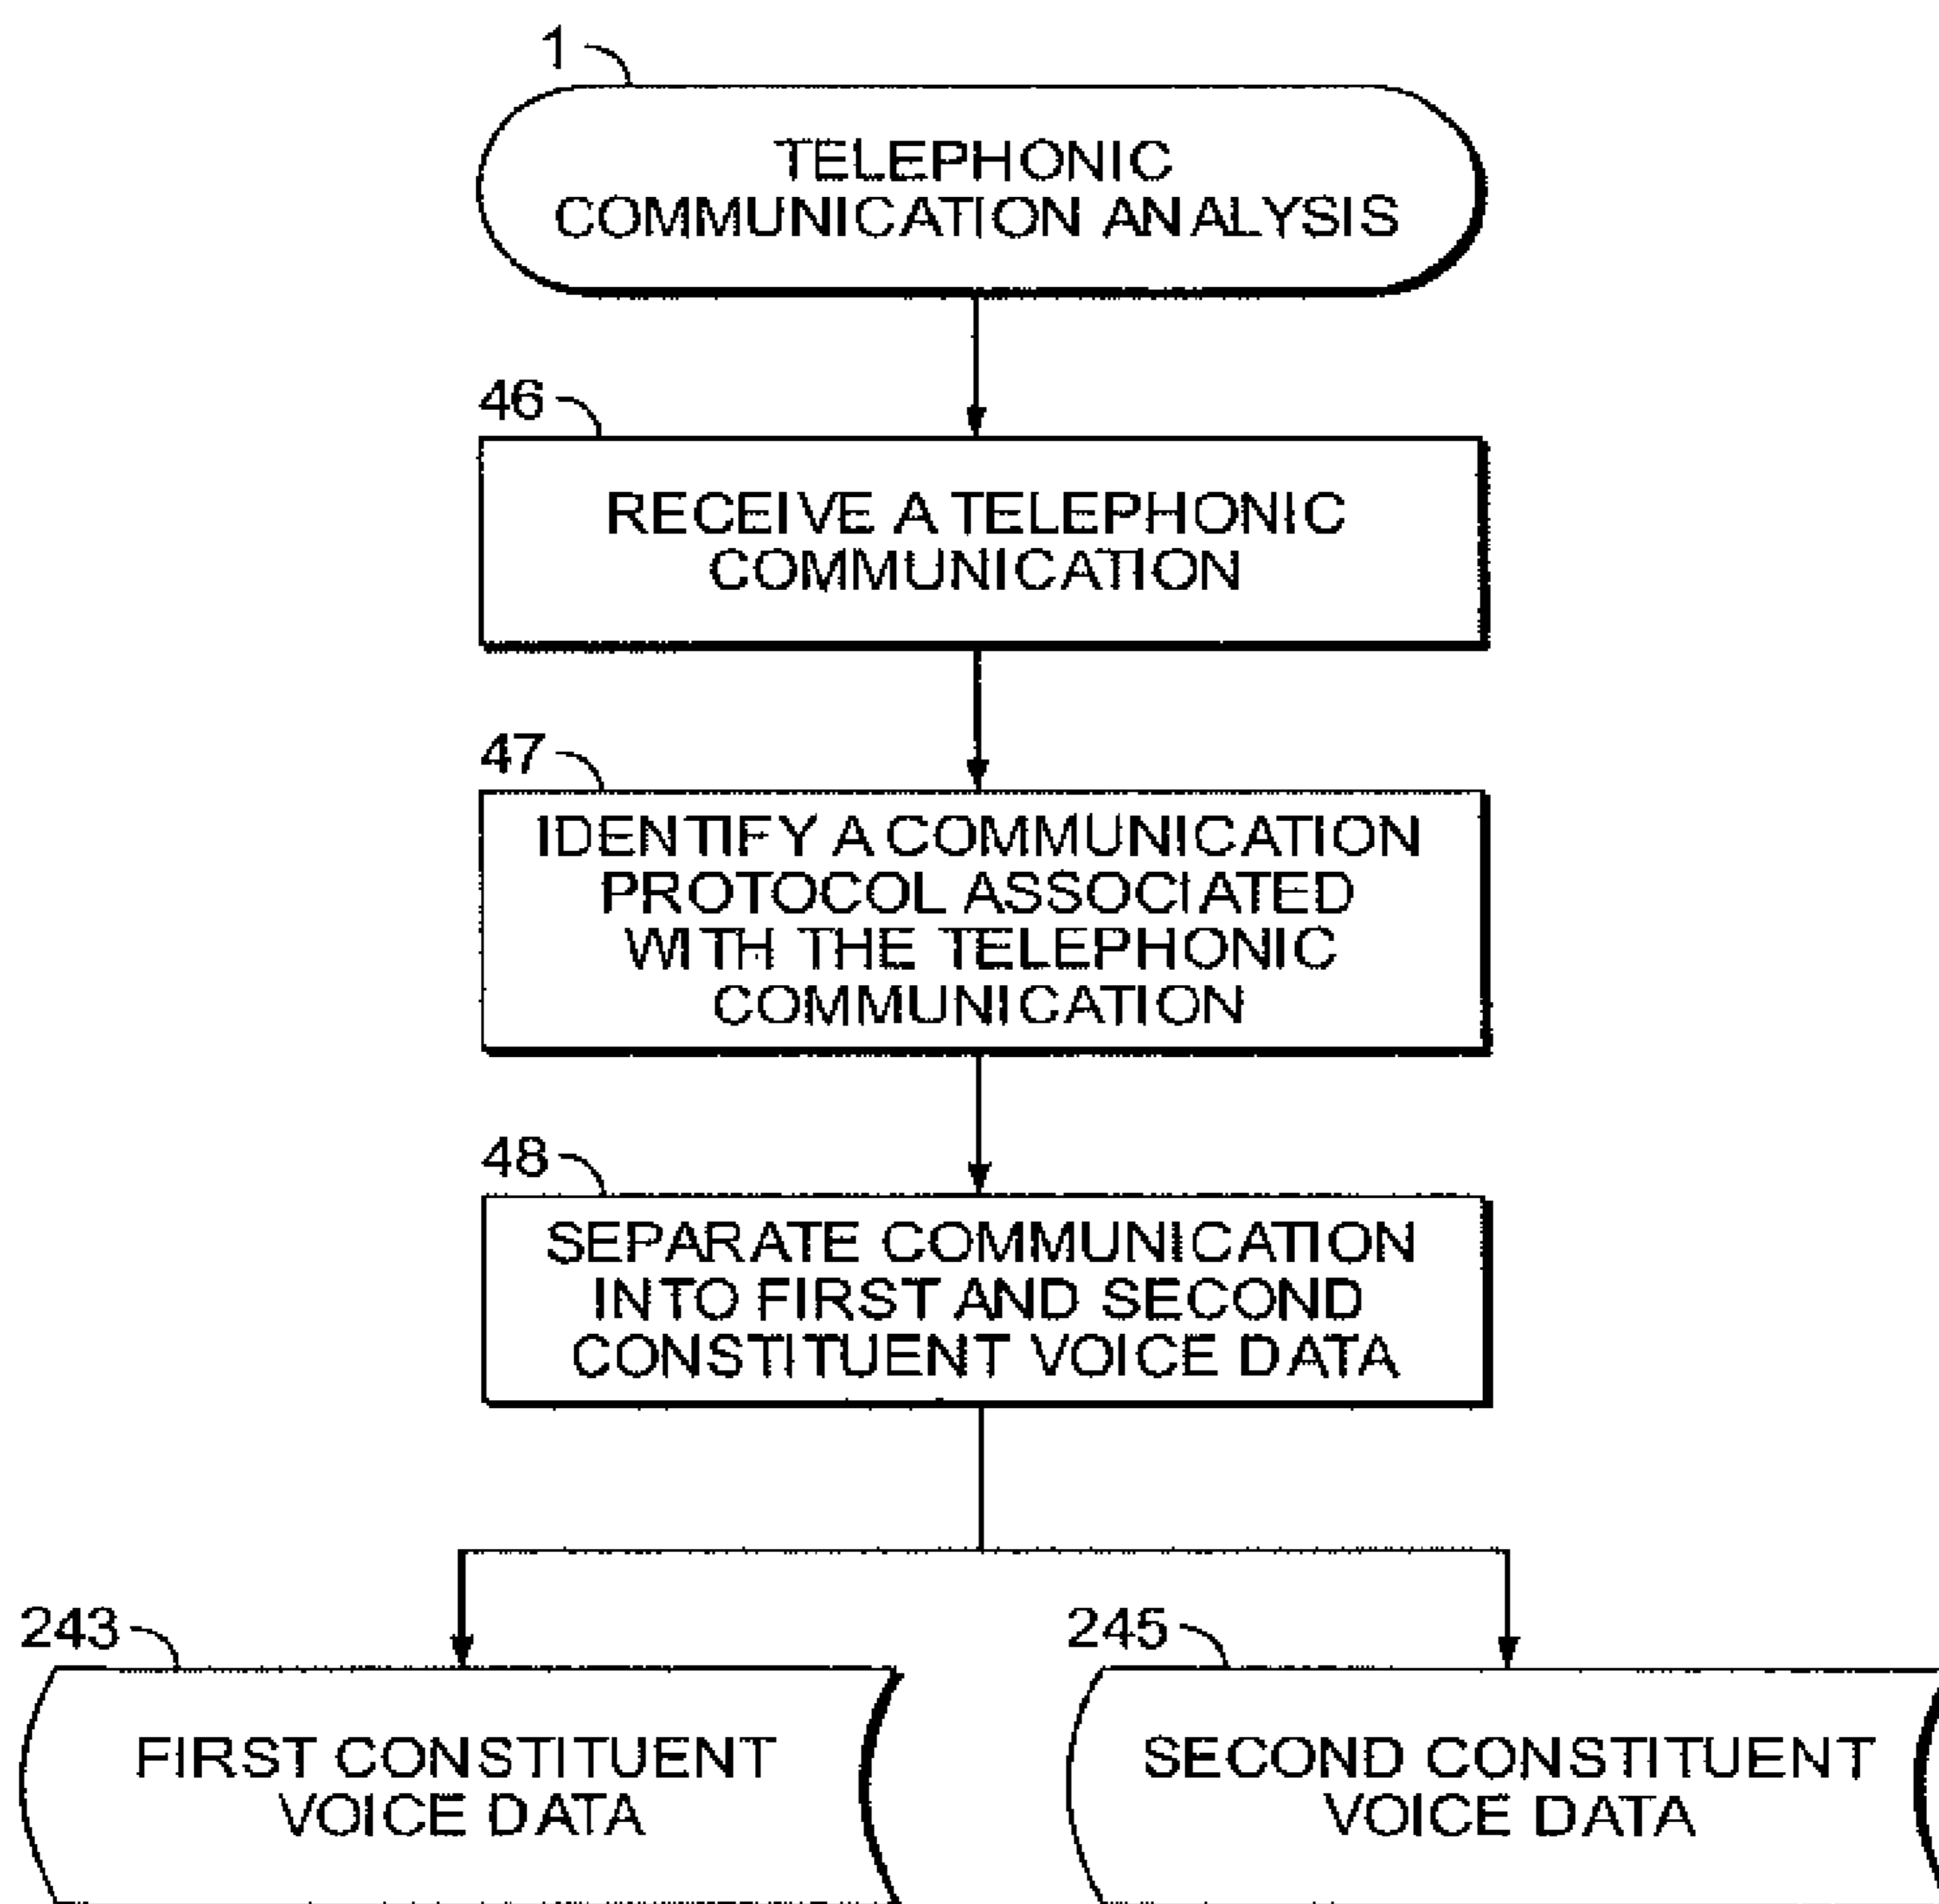 1
TELEPHONIC
COMMUNICATION ANALYSIS
46
RECEIVE A TELEPHONIC
COMMUNICATION
47
IDENTIFY A COMMUNICATION
PROTOCOL ASSOCIATED
WITH THE TELEPHONIC
COMMUNICATION
48
SEPARATE COMMUNICATION
INTO FIRST AND SECOND
CONSTITUENT VOICE DATA
243
FIRST CONSTITUENT
VOICE DATA
245
SECOND CONSTITUENT
VOICE DATA